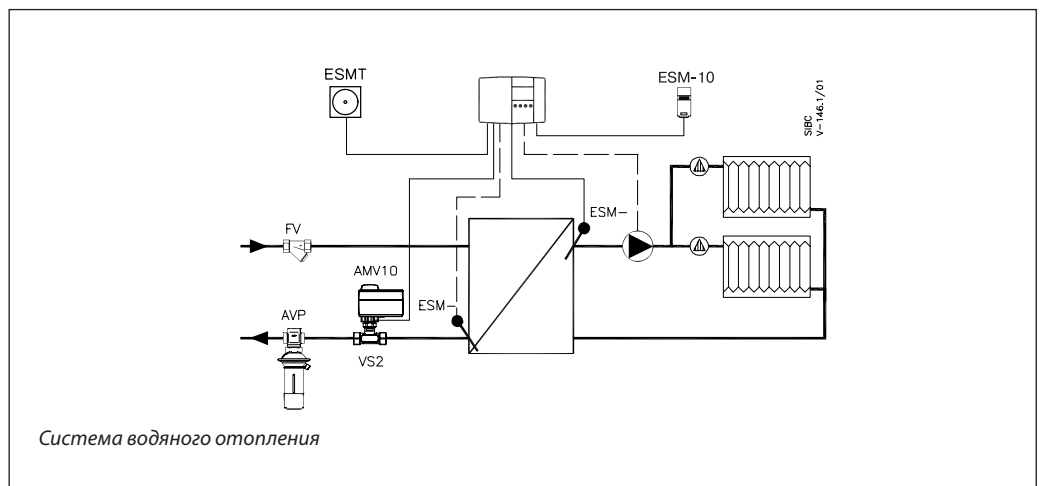 ESMT
ESM-10
SIBC
V-146.1/01
ESM-
FV
AMV10
ESM-
AVP
VS2
Система водяного отопления